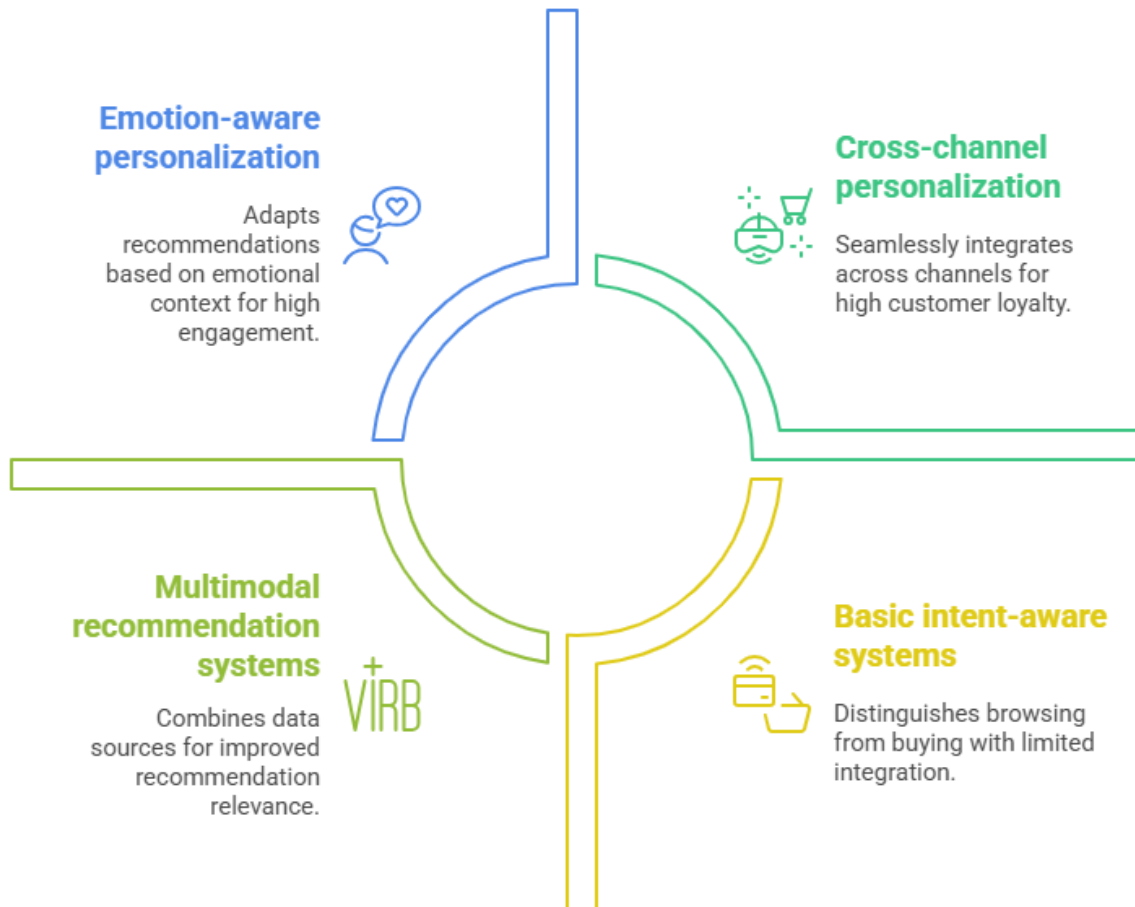 Emotion-aware
personalization
Adapts
recommendations
based on emotional
context for high
engagement.
Cross-channel
personalization
Seamlessly integrates
across channels for
high customer loyalty.
Multimodal
recommendation
systems
VIRB
Combines data
sources for improved
recommendation
relevance.
Basic intent-aware
systems
Distinguishes browsing
from buying with limited
integration.